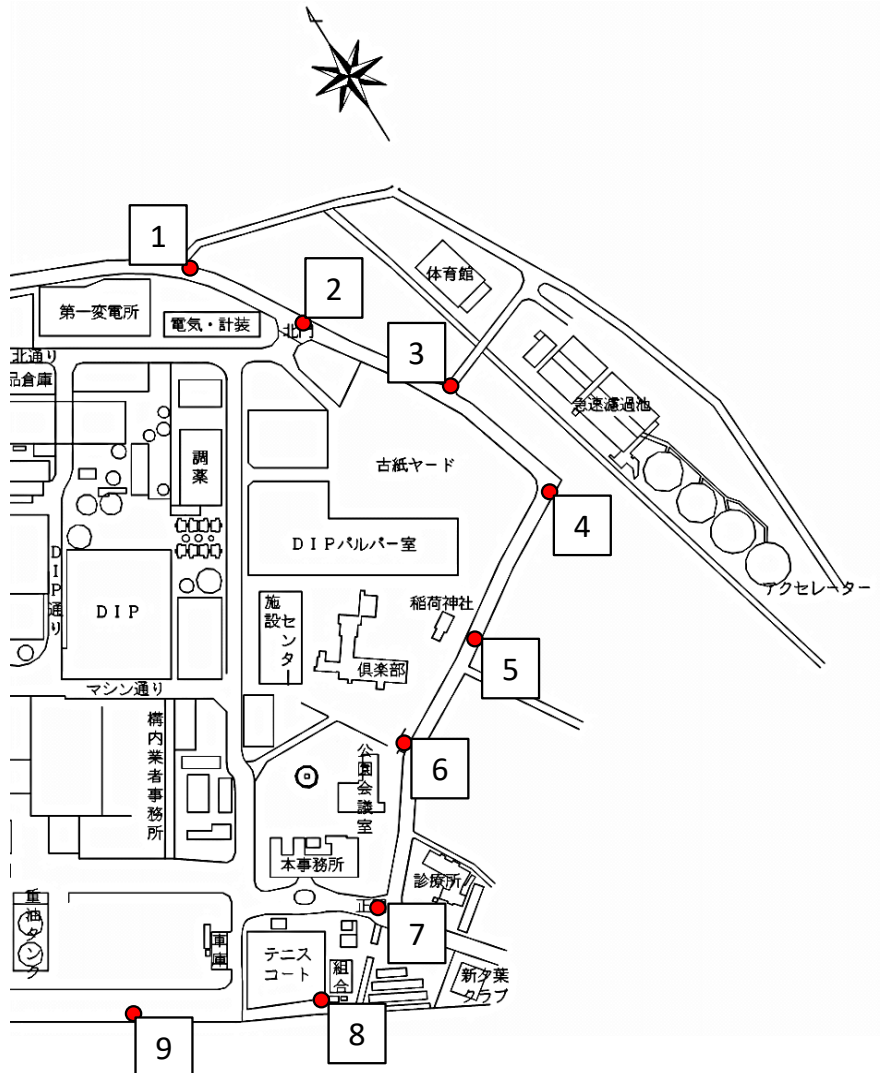 1
2
体育館
第一変電所
電気・計装
北門
3
北通り
品倉庫
急速濾過池
調
薬
古紙ヤード
4
DIPパルパー室
DIP通り
DIP
アクセレーター
施設センター
稲荷神社
倶楽部
5
マシン通り
構内業者事務所
公園会議室
6
本事務所
診療所
重油タンク
正門
7
車庫
テニス
コート
組合
新夕葉
クラブ
8
9